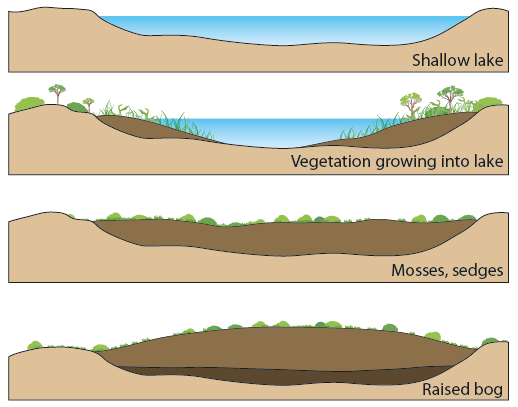 Shallow lake
Vegetation growing into lake
Mosses, sedges
Raised bog